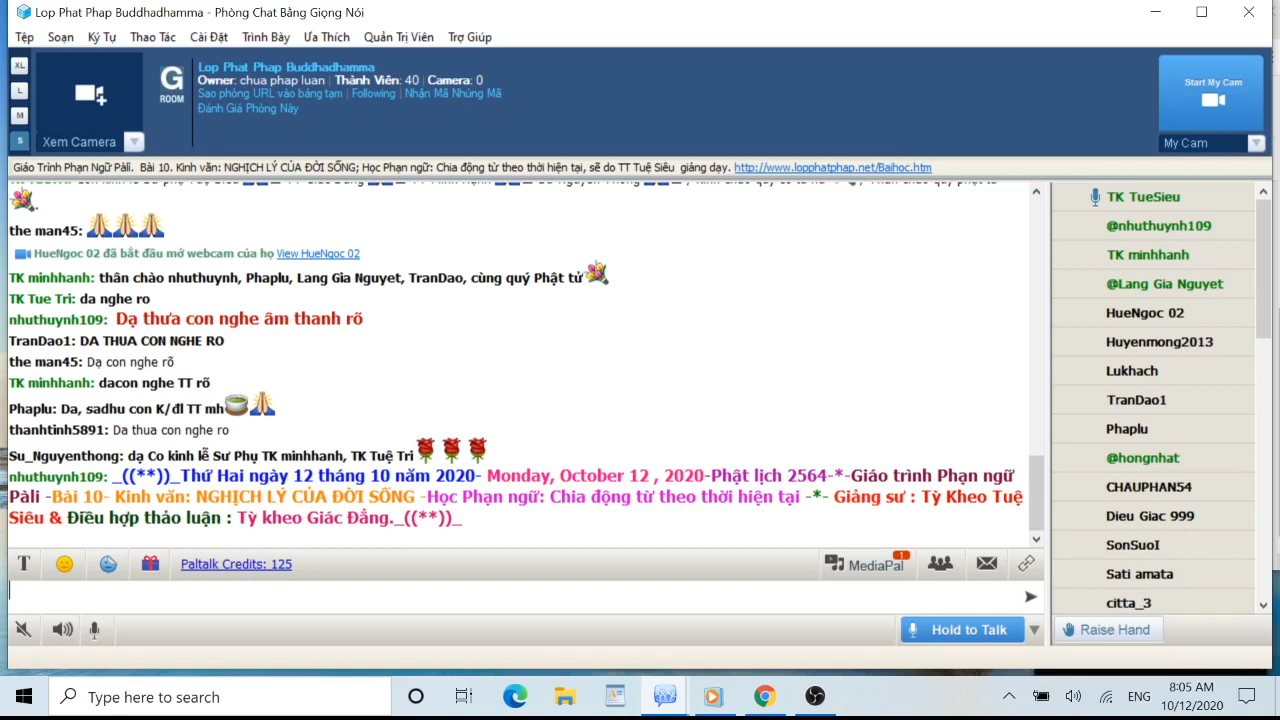 Lop Phat Phap Buddhadhamma - Phòng Chat Bằng Giọng Nói
Tệp Soạn Ký Tự Thao Tác Cài Đặt Trình Bày Ưa Thích Quản Trị Viên Trợ Giúp
XL
L
M
S
Xem Camera
G
ROOM
Lop Phat Phap Buddhadhamma
Owner: chua phap luan | Thành Viên: 40 | Camera: 0
Sao phòng URL vào bảng tạm | Following | Nhận Mã Nhúng Mã
Đánh Giá Phòng Này
Start My Cam
My Cam
Giáo Trình Phạn Ngữ Pàli. Bài 10. Kinh văn: NGHỊCH LÝ CỦA ĐỜI SỐNG; Học Phạn ngữ: Chia động từ theo thời hiện tại, sẽ do TT Tuệ Siêu giảng dạy. http://www.lopphatphap.net/Baihoc.htm
the man45:
HueNgoc 02 đã bắt đầu mở webcam của họ View HueNgoc 02
TK minhhanh: thân chào nhuthuynh, Phaplu, Lang Gia Nguyet, TranDao, cùng quý Phật tử
TK Tue Tri: da nghe ro
nhuthuynh109: Dạ thưa con nghe âm thanh rõ
TranDao1: DA THUA CON NGHE RO
the man45: Dạ con nghe rõ
TK minhhanh: dacon nghe TT rõ
Phaplu: Da, sadhu con K/đl TT mh
thanhtinh5891: Da thua con nghe ro
Su_Nguyenthong: dạ Co kinh lễ Sư Phụ TK minhhanh, TK Tuệ Tri
nhuthuynh109: _((**))_Thứ Hai ngày 12 tháng 10 năm 2020- Monday, October 12 , 2020-Phật lịch 2564-*-Giáo trình Phạn ngữ
Pàli -Bài 10- Kinh văn: NGHỊCH LÝ CỦA ĐỜI SỐNG -Học Phạn ngữ: Chia động từ theo thời hiện tại -*- Giảng sư : Tỳ Kheo Tuệ
Siêu & Điều hợp thảo luận : Tỳ kheo Giác Đẳng._((**))_
TK TueSieu
@nhuthuynh109
TK minhhanh
@Lang Gia Nguyet
HueNgoc 02
Huyenmong2013
Lukhach
TranDao1
Phaplu
@hongnhat
CHAUPHAN54
Dieu Giac 999
SonSuoI
Sati amata
citta_3
T Paltalk Credits: 125 MediaPal 1
Hold to Talk
Raise Hand
Type here to search
ENG
8:05 AM
10/12/2020